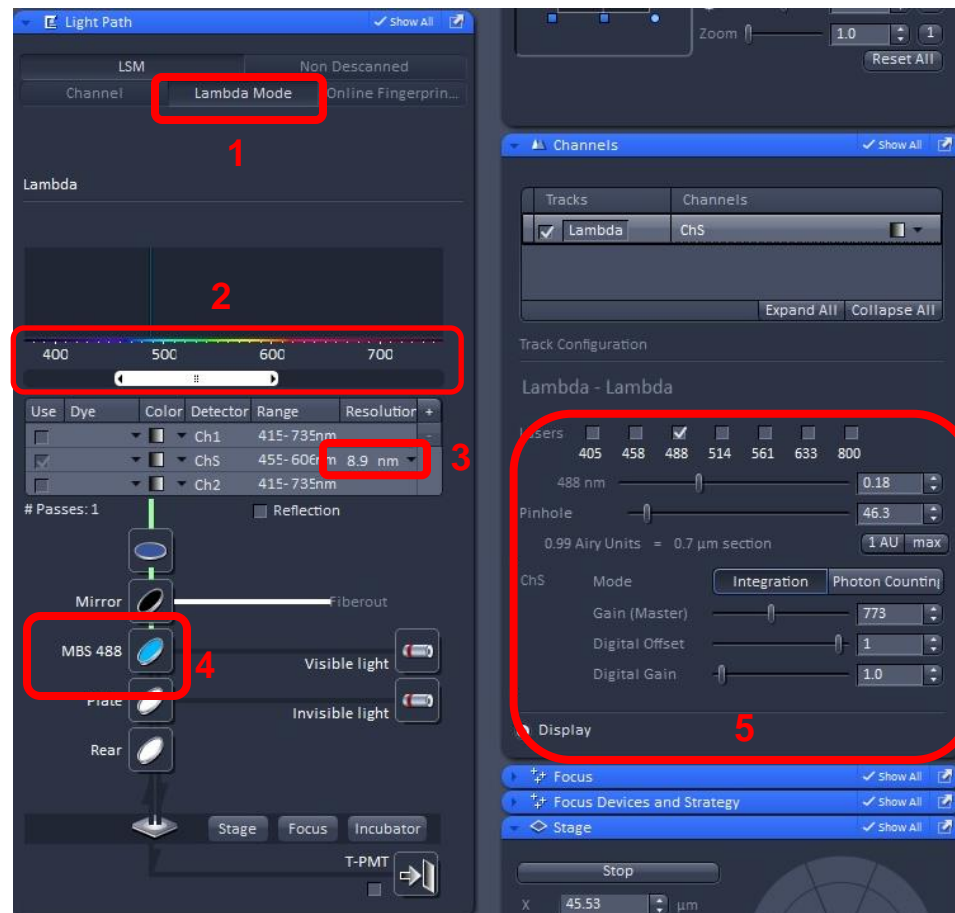 Light Path Show All
LSM Non Descanned
Channel Lambda Mode Online Fingerprin...
1
Lambda
2
400 500 600 700
Use Dye Color Detector Range Resolution +
Ch1 415-735nm -
ChS 455-606nm 8.9 nm 3
Ch2 415-735nm
# Passes: 1 Reflection
Mirror Fiberout
MBS 488 4 Visible light
Plate Invisible light
Rear
Stage Focus Incubator
T-PMT
Zoom 1.0 1
Reset All
Channels Show All
Tracks Channels
Lambda ChS
Expand All Collapse All
Track Configuration
Lambda - Lambda
Lasers
405 458 488 514 561 633 800
488 nm 0.18
Pinhole 46.3
0.99 Airy Units = 0.7 µm section 1 AU max
ChS Mode Integration Photon Counting
Gain (Master) 773
Digital Offset 1
Digital Gain 1.0
Display 5
Focus Show All
Focus Devices and Strategy Show All
Stage Show All
Stop
X 45.53 µm